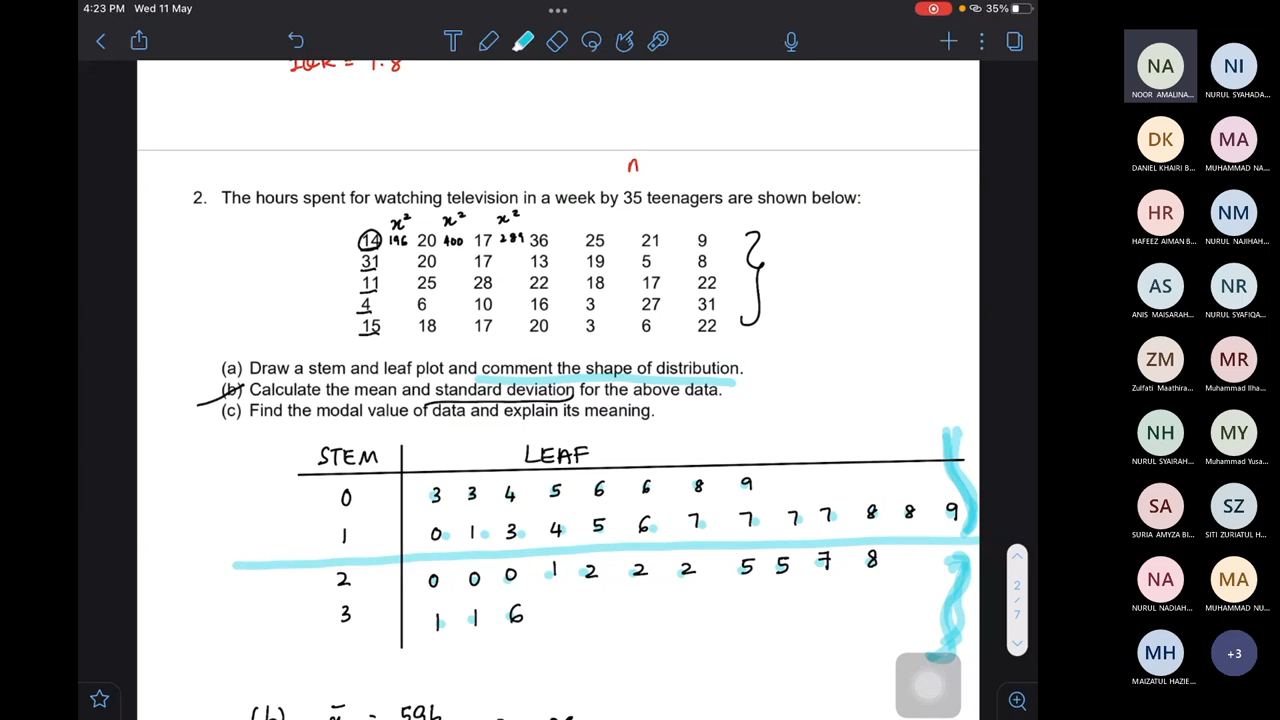 4:23 PM Wed 11 May
35%
IQR = 7.8
n
2. The hours spent for watching television in a week by 35 teenagers are shown below:
x² x² x²
14 196 20 400 17 289 36 25 21 9
31 20 17 13 19 5 8
11 25 28 22 18 17 22
4 6 10 16 3 27 31
15 18 17 20 3 6 22
(a) Draw a stem and leaf plot and comment the shape of distribution.
(b) Calculate the mean and standard deviation for the above data.
(c) Find the modal value of data and explain its meaning.
STEM LEAF
0 3 3 4 5 6 6 8 9
1 0 1 3 4 5 6 7 7 7 7 8 8 9
2 0 0 0 1 2 2 2 5 5 7 8
3 1 1 6
(b) x̄ = 596
2
/
7
NA
NOOR AMALINA...
NI
NURUL SYAHADA...
DK
DANIEL KHAIRI B...
MA
MUHAMMAD NA...
HR
HAFEEZ AIMAN B...
NM
NURUL NAJIHAH...
AS
ANIS MAISARAH...
NR
NURUL SYAFIQA...
ZM
Zulfati Maathira...
MR
Muhammad Ilha...
NH
NURUL SYAIRAH...
MY
Muhammad Yusa...
SA
SURIA AMYZA BI...
SZ
SITI ZURIATUL H...
NA
NURUL NADIAH...
MA
MUHAMMAD NU...
MH
MAIZATUL HAZIE...
+3